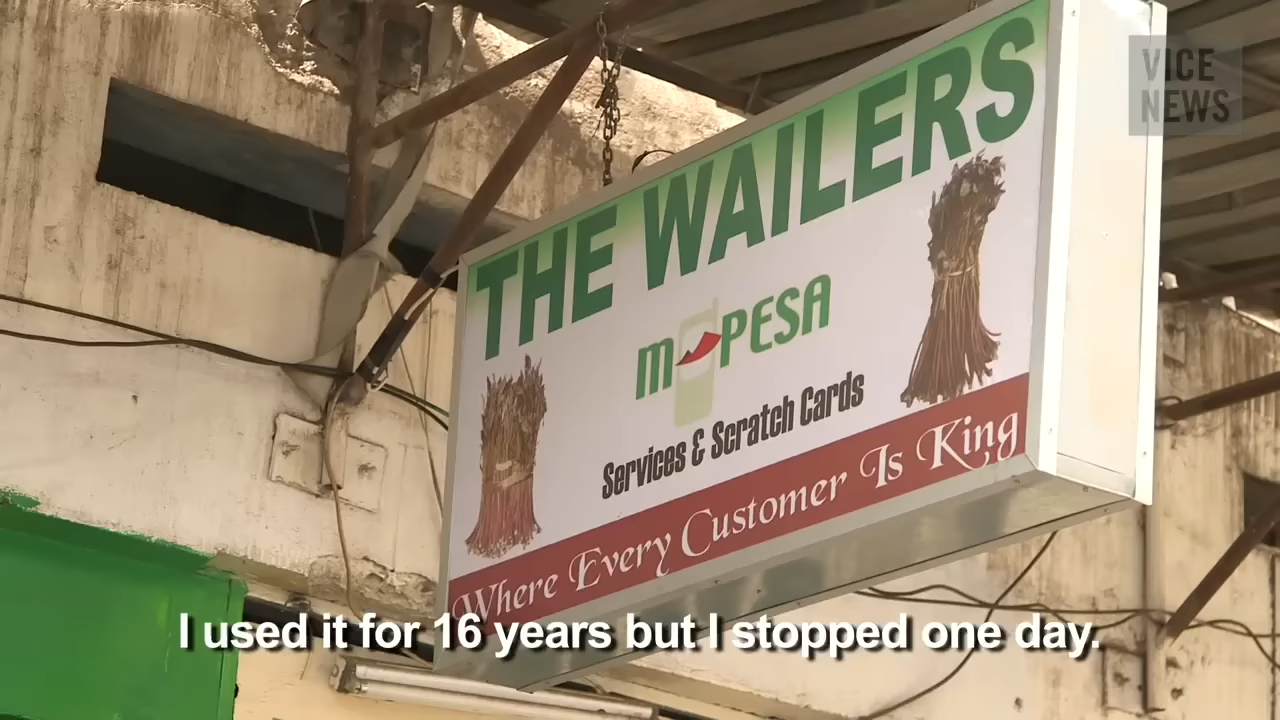 VICE
NEWS
THE WAILERS
m PESA
Services & Scratch Cards
Where Every Customer Is King
I used it for 16 years but I stopped one day.